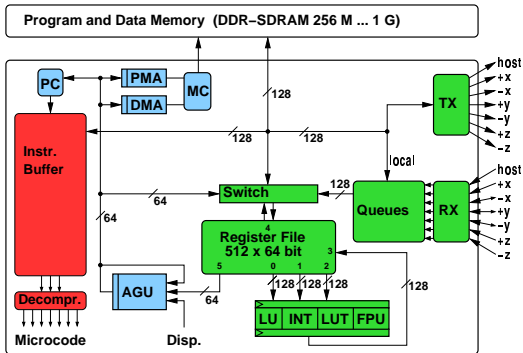 Program and Data Memory (DDR−SDRAM 256 M ... 1 G)
PC
PMA
DMA
MC
128
TX
host
+x
−x
+y
−y
+z
−z
128
128
Instr.
Buffer
local
host
+x
−x
+y
−y
+z
−z
64
Switch
128
Queues
RX
64
4
Register File
512 x 64 bit
3
5
0
1
2
AGU
64
128
128
128
128
Decompr.
LU
INT
LUT
FPU
Microcode
Disp.